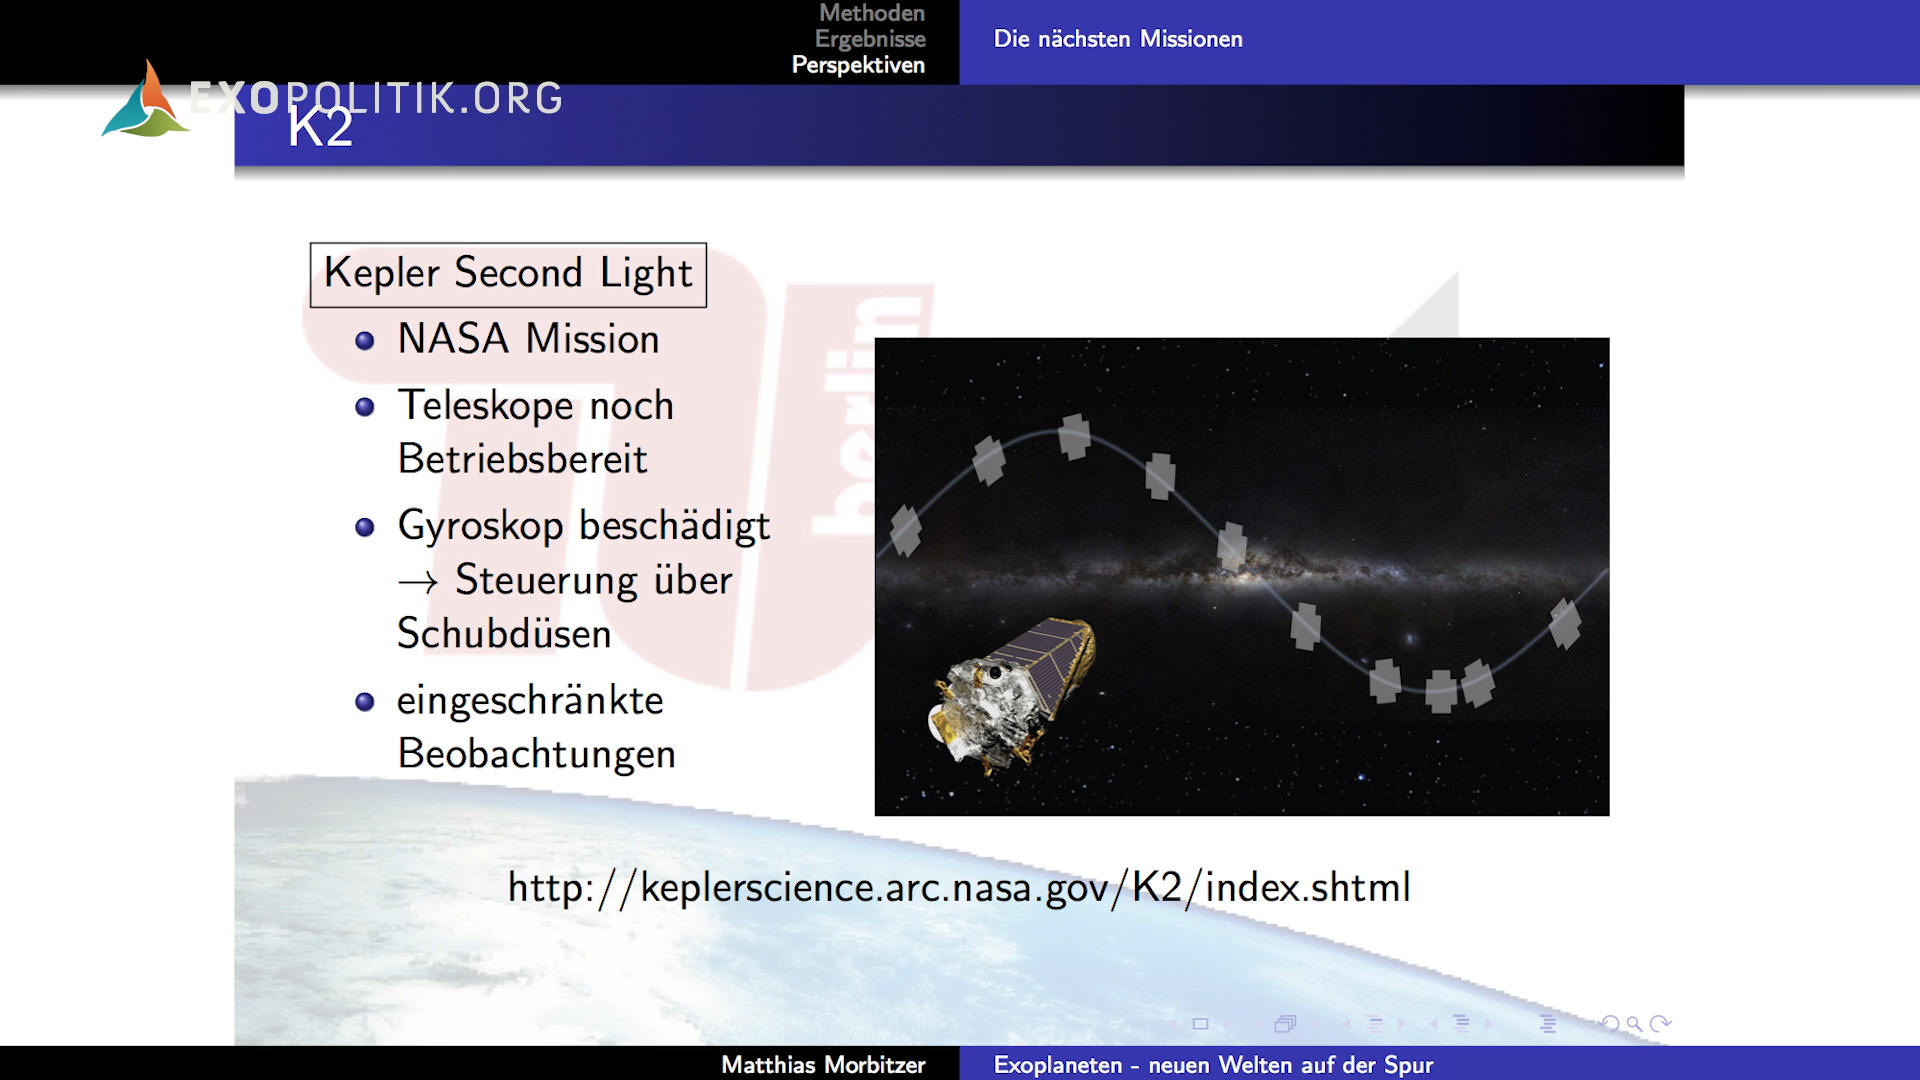 Methoden
Ergebnisse
Perspektiven
Die nächsten Missionen
EXOPOLITIK.ORG
K2
Kepler Second Light
NASA Mission
Teleskope noch
Betriebsbereit
Gyroskop beschädigt
→ Steuerung über
Schubdüsen
eingeschränkte
Beobachtungen
berlin
http://keplerscience.arc.nasa.gov/K2/index.shtml
Matthias Morbitzer
Exoplaneten - neuen Welten auf der Spur